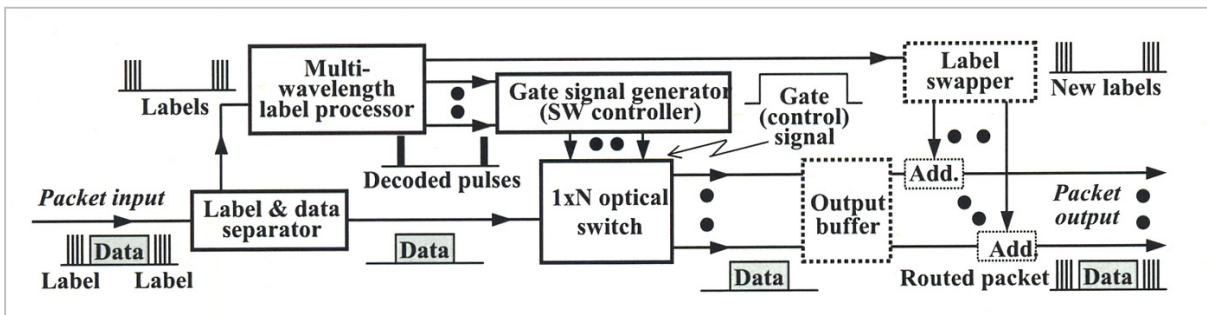 Labels
Multi-
wavelength
label processor
Gate signal generator
(SW controller)
Gate
(control)
signal
Label
swapper
New labels
Decoded pulses
Packet input
Label & data
separator
1xN optical
switch
Output
buffer
Add.
Packet
output
Data
Label
Label
Data
Data
Add.
Routed packet
Data